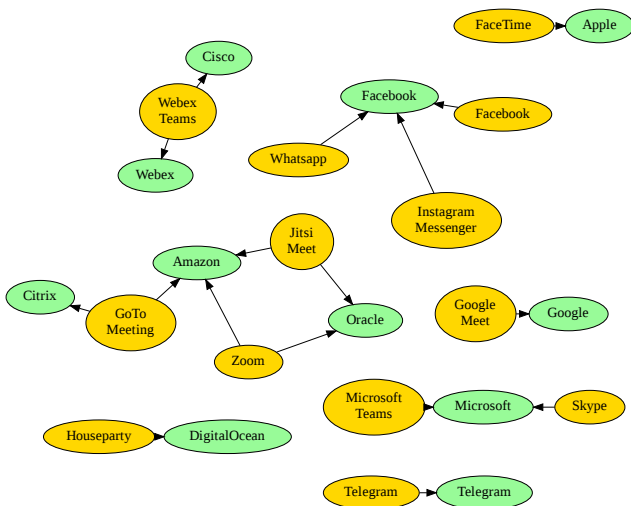 FaceTime
Apple
Cisco
Webex
Teams
Facebook
Facebook
Whatsapp
Webex
Instagram
Messenger
Jitsi
Meet
Amazon
Citrix
GoTo
Meeting
Oracle
Google
Meet
Google
Zoom
Microsoft
Teams
Microsoft
Skype
Houseparty
DigitalOcean
Telegram
Telegram